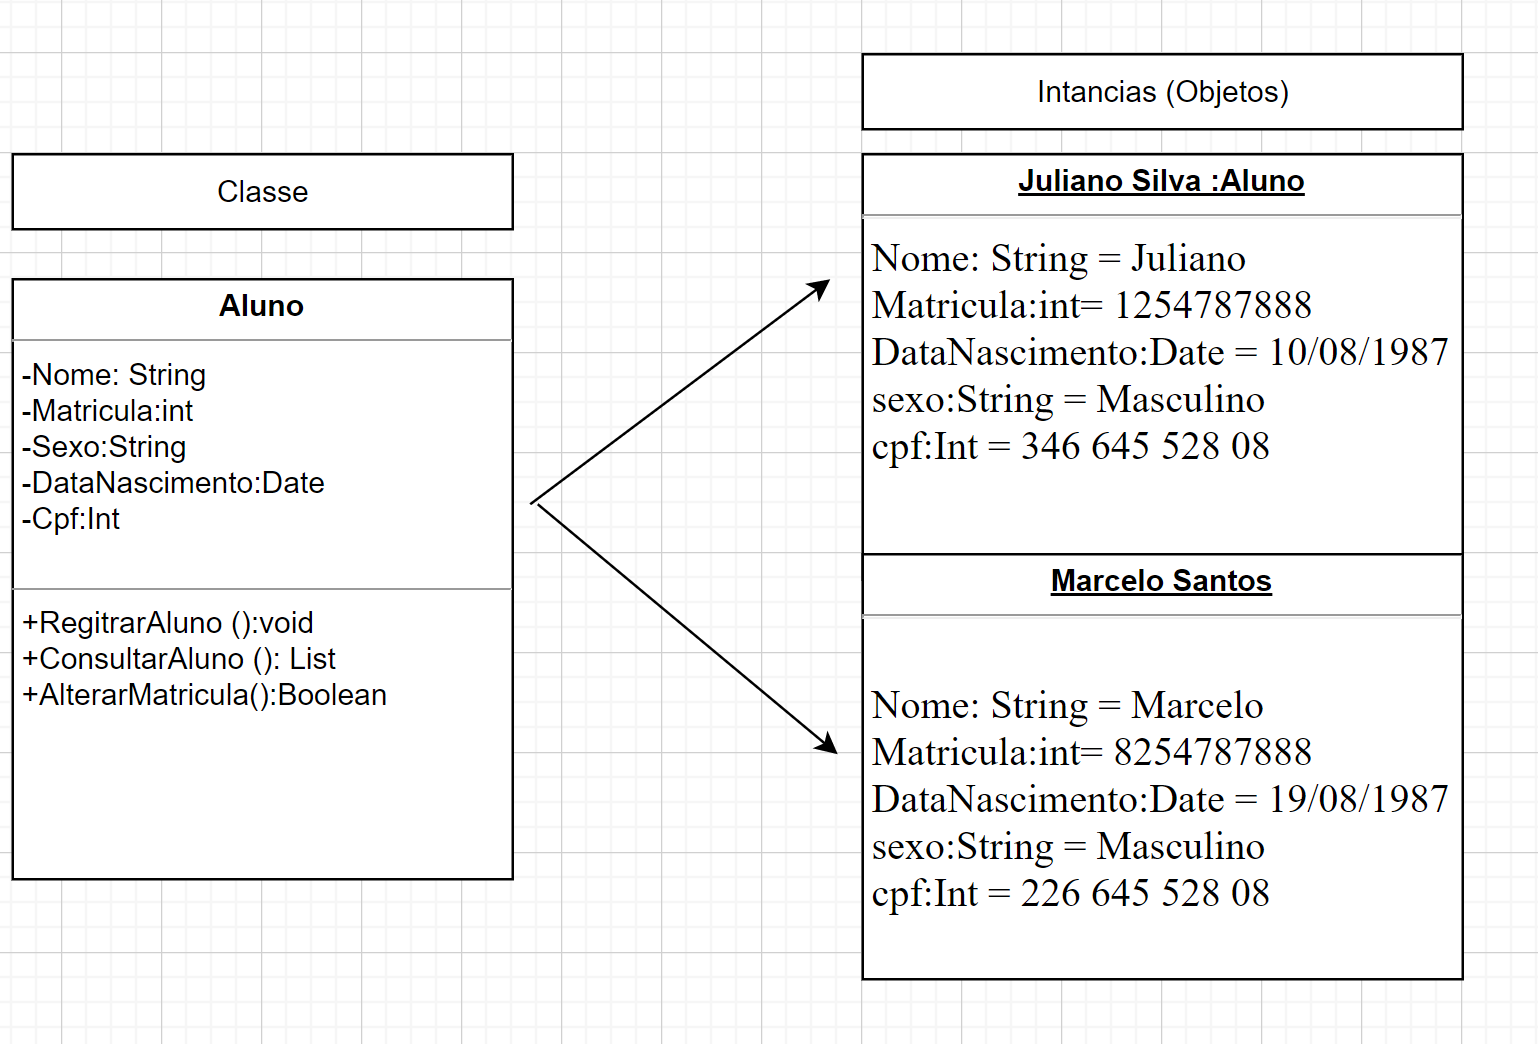 Classe
Aluno
-Nome: String
-Matricula:int
-Sexo:String
-DataNascimento:Date
-Cpf:Int
+RegitrarAluno ():void
+ConsultarAluno (): List
+AlterarMatricula():Boolean
Intancias (Objetos)
Juliano Silva :Aluno
Nome: String = Juliano
Matricula:int= 1254787888
DataNascimento:Date = 10/08/1987
sexo:String = Masculino
cpf:Int = 346 645 528 08
Marcelo Santos
Nome: String = Marcelo
Matricula:int= 8254787888
DataNascimento:Date = 19/08/1987
sexo:String = Masculino
cpf:Int = 226 645 528 08